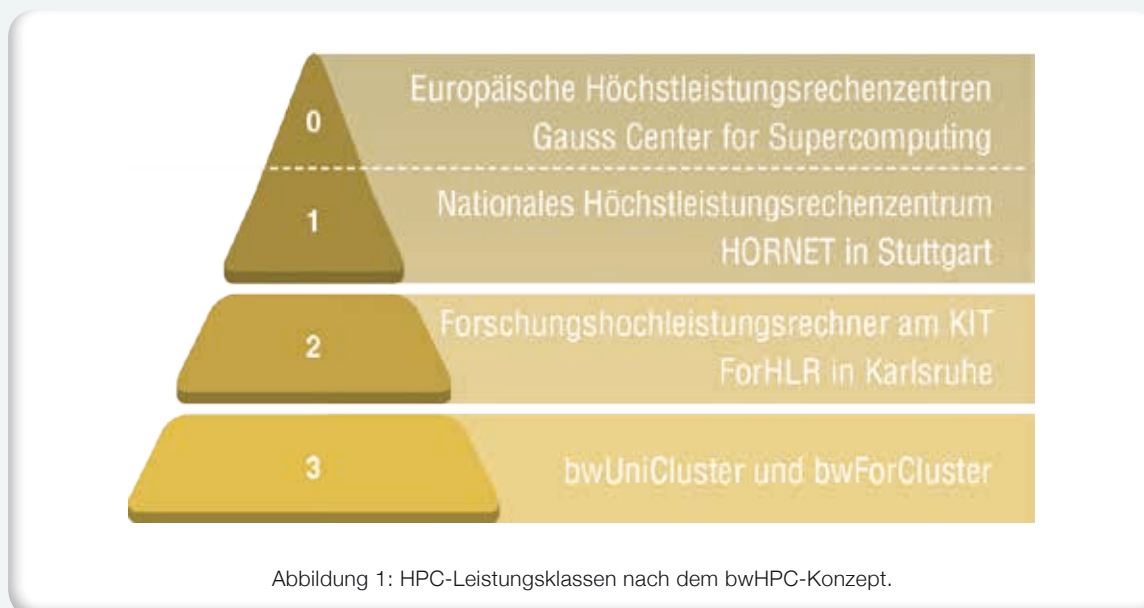 0
Europäische Höchstleistungsrechenzentren
Gauss Center for Supercomputing
1
Nationales Höchstleistungsrechenzentrum
HORNET in Stuttgart
2
Forschungshochleistungsrechner am KIT
ForHLR in Karlsruhe
3
bwUniCluster und bwForCluster
Abbildung 1: HPC-Leistungsklassen nach dem bwHPC-Konzept.